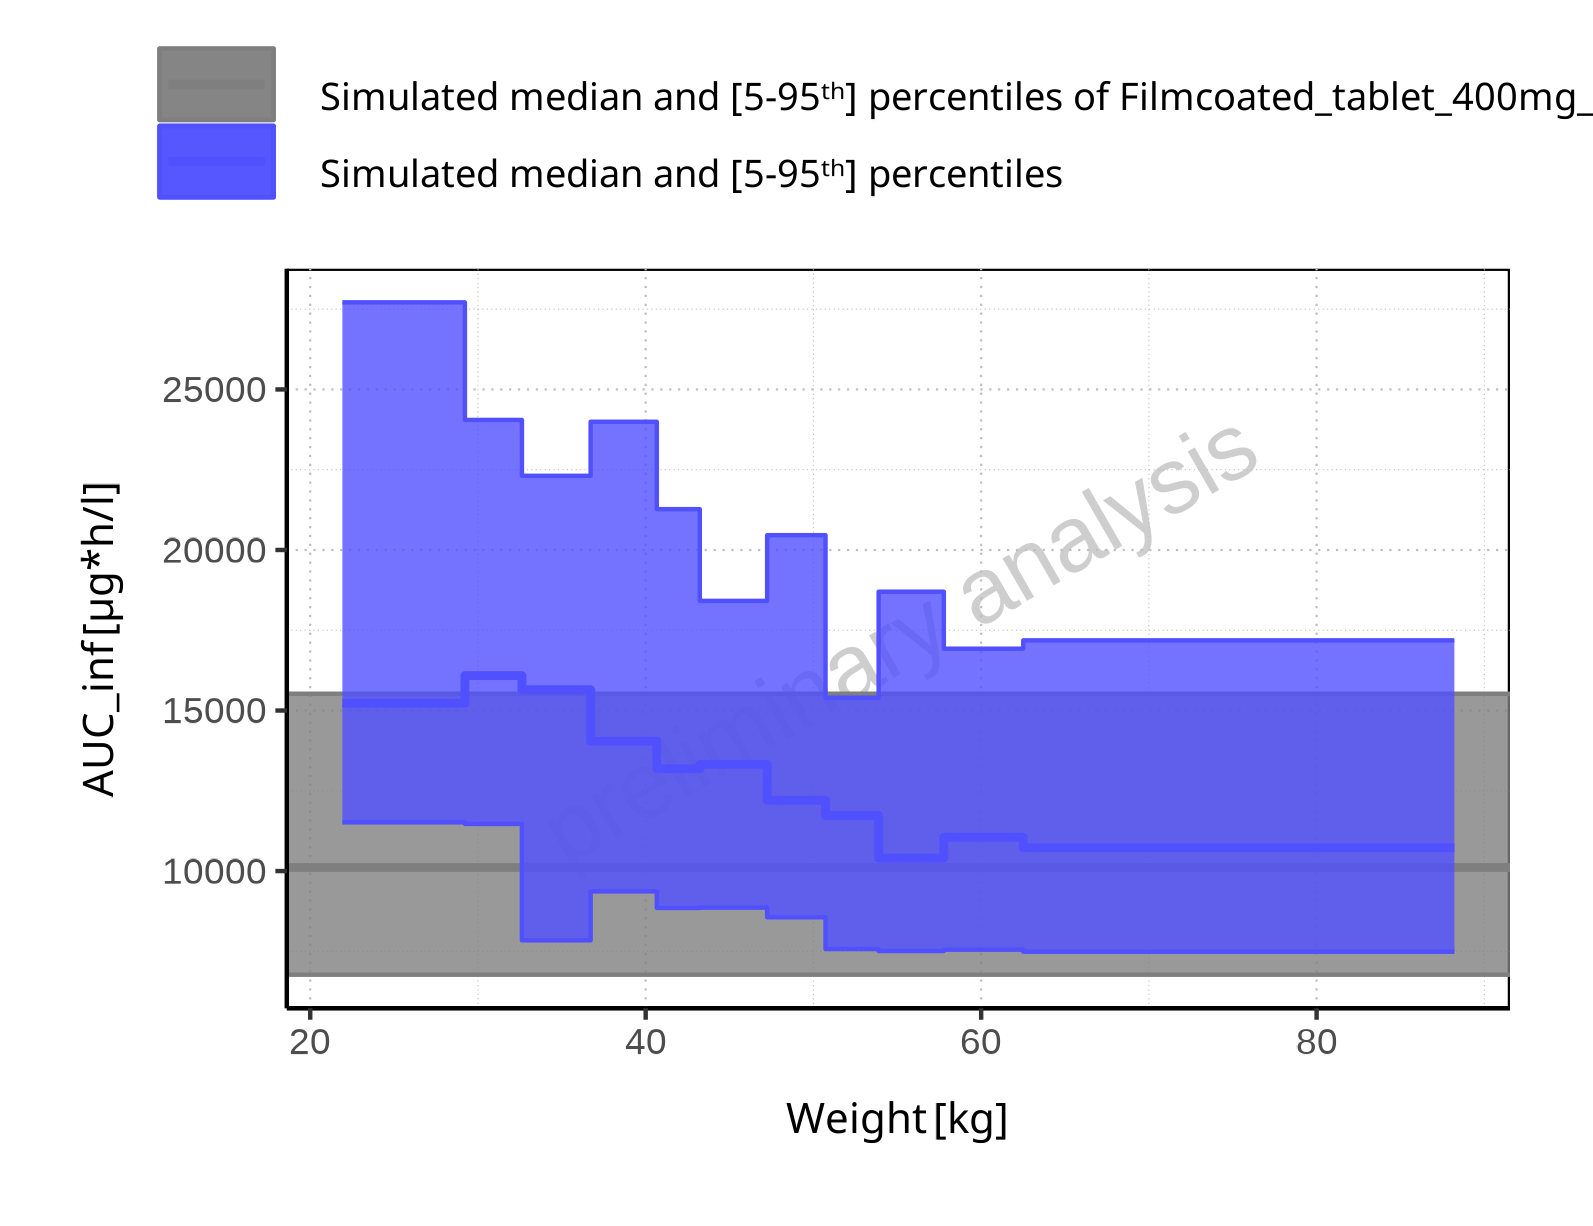 Simulated median and [5-95ᵗʰ] percentiles of Filmcoated_tablet_400mg_
Simulated median and [5-95ᵗʰ] percentiles
AUC_inf [µg*h/l]
25000
20000
15000
10000
preliminary analysis
20 40 60 80
Weight [kg]